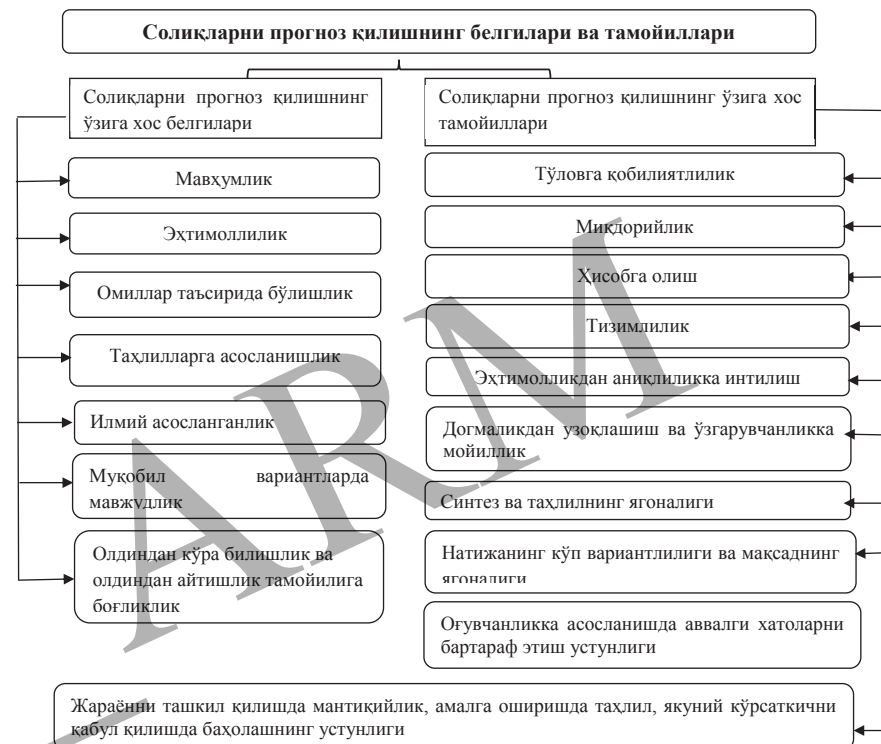 Солиқларни прогноз қилишнинг белгилари ва тамойиллари
Солиқларни прогноз қилишнинг
ўзига хос белгилари
Мавҳумлик
Эҳтимоллилик
Омиллар таъсирида бўлишлик
Таҳлилларга асосланишлик
Илмий асосланганлик
Муқобил вариантларда
мавжудлик
Олдиндан кўра билишлик ва
олдиндан айтишлик тамойилига
боғлиқлик
Солиқларни прогноз қилишнинг ўзига хос
тамойиллари
Тўловга қобилиятлилик
Миқдорийлик
Ҳисобга олиш
Тизимлилик
Эҳтимолликдан аниқлиликка интилиш
Догмаликдан узоқлашиш ва ўзгарувчанликка
мойиллик
Синтез ва таҳлилнинг ягоналиги
Натижанинг кўп вариантлилиги ва мақсаднинг
ягоналиги
Оғувчанликка асосланишда аввалги хатоларни
бартараф этиш устунлиги
Жараённи ташкил қилишда мантиқийлик, амалга оширишда таҳлил, якуний кўрсаткични
қабул қилишда баҳолашнинг устунлиги
ARM